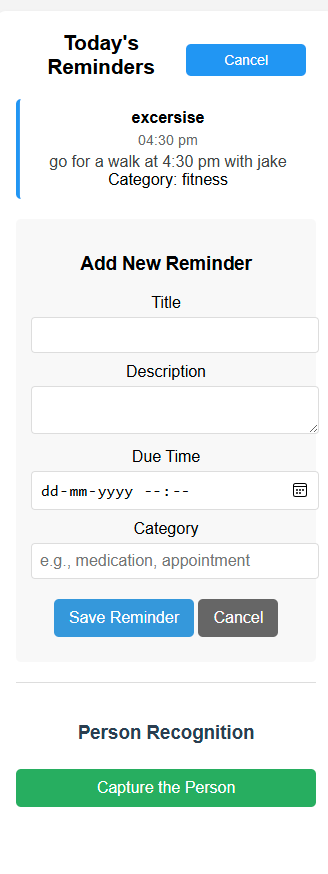 Today's
Reminders
Cancel
excersise
04:30 pm
go for a walk at 4:30 pm with jake
Category: fitness
Add New Reminder
Title
Description
Due Time
dd-mm-yyyy --:--
Category
e.g., medication, appointment
Save Reminder
Cancel
Person Recognition
Capture the Person